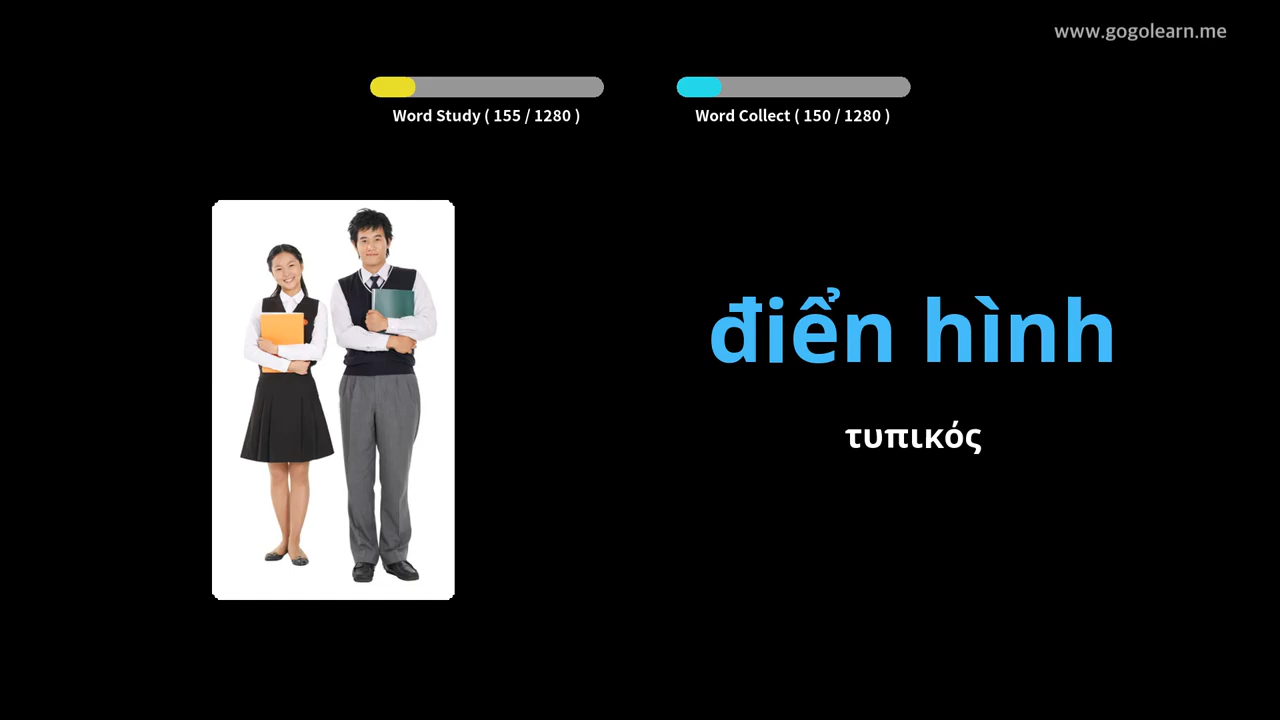 www.gogolearn.me
Word Study ( 155 / 1280 )
Word Collect ( 150 / 1280 )
điển hình
τυπικός